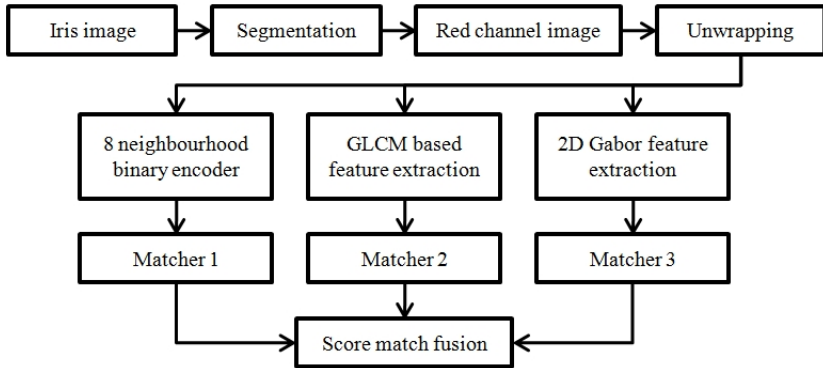 Iris image
Segmentation
Red channel image
Unwrapping
8 neighbourhood
binary encoder
GLCM based
feature extraction
2D Gabor feature
extraction
Matcher 1
Matcher 2
Matcher 3
Score match fusion